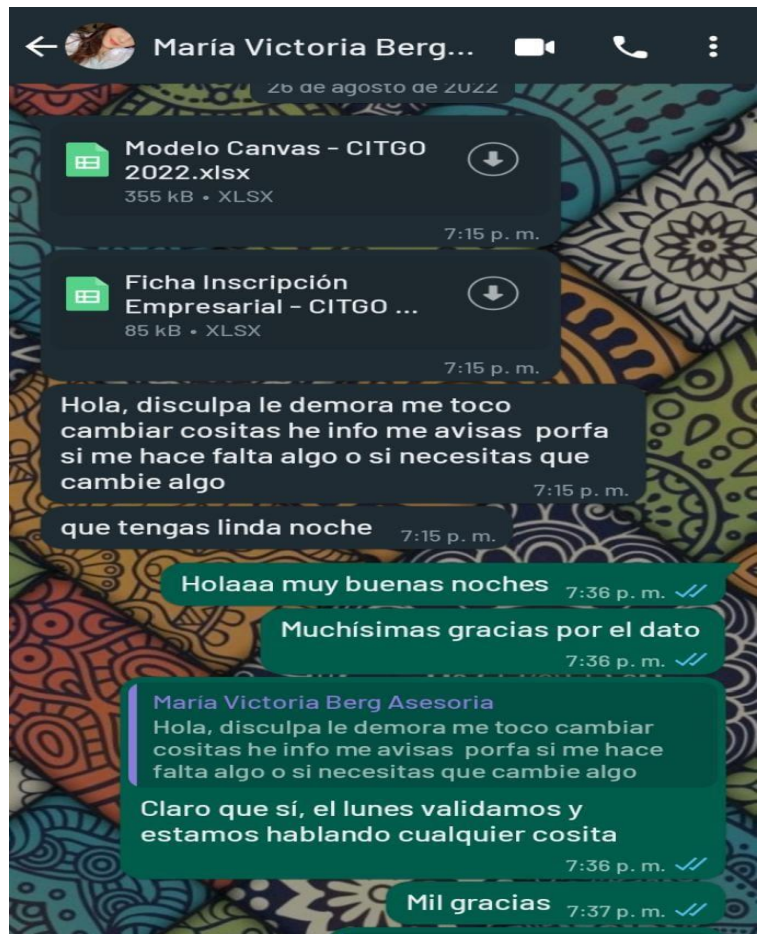 María Victoria Berg...
26 de agosto de 2022
Modelo Canvas - CITGO
2022.xlsx
355 kB • XLSX
7:15 p. m.
Ficha Inscripción
Empresarial - CITGO ...
85 kB • XLSX
7:15 p. m.
Hola, disculpa le demora me toco
cambiar cositas he info me avisas  porfa
si me hace falta algo o si necesitas que
cambie algo
7:15 p. m.
que tengas linda noche 7:15 p. m.
Holaaa muy buenas noches 7:36 p. m.
Muchísimas gracias por el dato
7:36 p. m.
María Victoria Berg Asesoria
Hola, disculpa le demora me toco cambiar
cositas he info me avisas  porfa si me hace
falta algo o si necesitas que cambie algo
Claro que sí, el lunes validamos y
estamos hablando cualquier cosita
7:36 p. m.
Mil gracias 7:37 p. m.